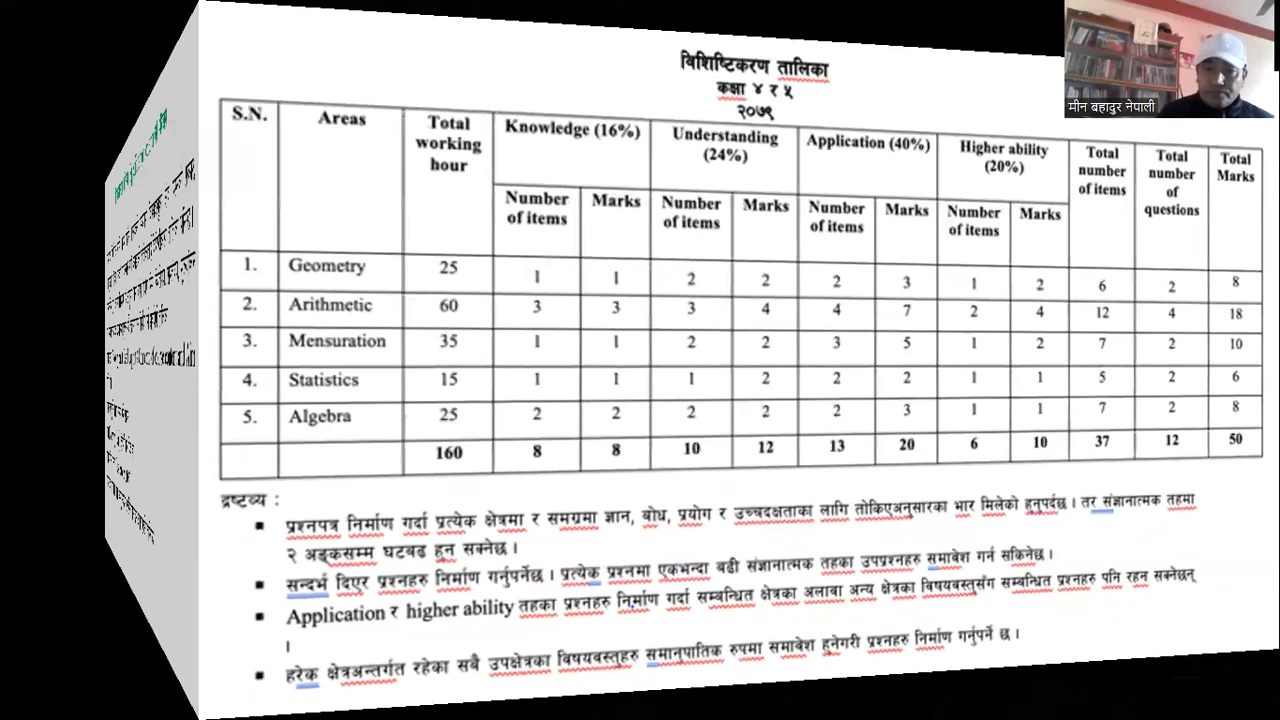 विशिष्टिकरण तालिका
कक्षा ४ र ५
२०७९
मीन बहादुर नेपाली
S.N. Areas Total working hour Knowledge (16%) Understanding (24%) Application (40%) Higher ability (20%) Total number of items Total number of questions Total Marks
Number of items Marks Number of items Marks Number of items Marks Number of items Marks
1. Geometry 25 1 1 2 2 2 3 1 2 6 2 8
2. Arithmetic 60 3 3 3 4 4 7 2 4 12 4 18
3. Mensuration 35 1 1 2 2 3 5 1 2 7 2 10
4. Statistics 15 1 1 1 2 2 2 1 1 5 2 6
5. Algebra 25 2 2 2 2 2 3 1 1 7 2 8
160 8 8 10 12 13 20 6 10 37 12 50
द्रष्टव्य :
▪ प्रश्नपत्र निर्माण गर्दा प्रत्येक क्षेत्रमा र समग्रमा ज्ञान, बोध, प्रयोग र उच्चदक्षताका लागि तोकिएअनुसारका भार मिलेको हुनुपर्दछ । तर संज्ञानात्मक तहमा
२ अङ्कसम्म घटबढ हुन सक्नेछ ।
▪ सन्दर्भ दिएर प्रश्नहरु निर्माण गर्नुपर्नेछ । प्रत्येक प्रश्नमा एकभन्दा बढी संज्ञानात्मक तहका उपप्रश्नहरु समावेश गर्न सकिनेछ ।
▪ Application र higher ability तहका प्रश्नहरु निर्माण गर्दा सम्बन्धित क्षेत्रका अलावा अन्य क्षेत्रका विषयवस्तुसँग सम्बन्धित प्रश्नहरु पनि रहन सक्नेछन्
।
▪ हरेक क्षेत्रअन्तर्गत रहेका सबै उपक्षेत्रका विषयवस्तुहरु समानुपातिक रुपमा समावेश हुनेगरी प्रश्नहरु निर्माण गर्नुपर्ने छ ।